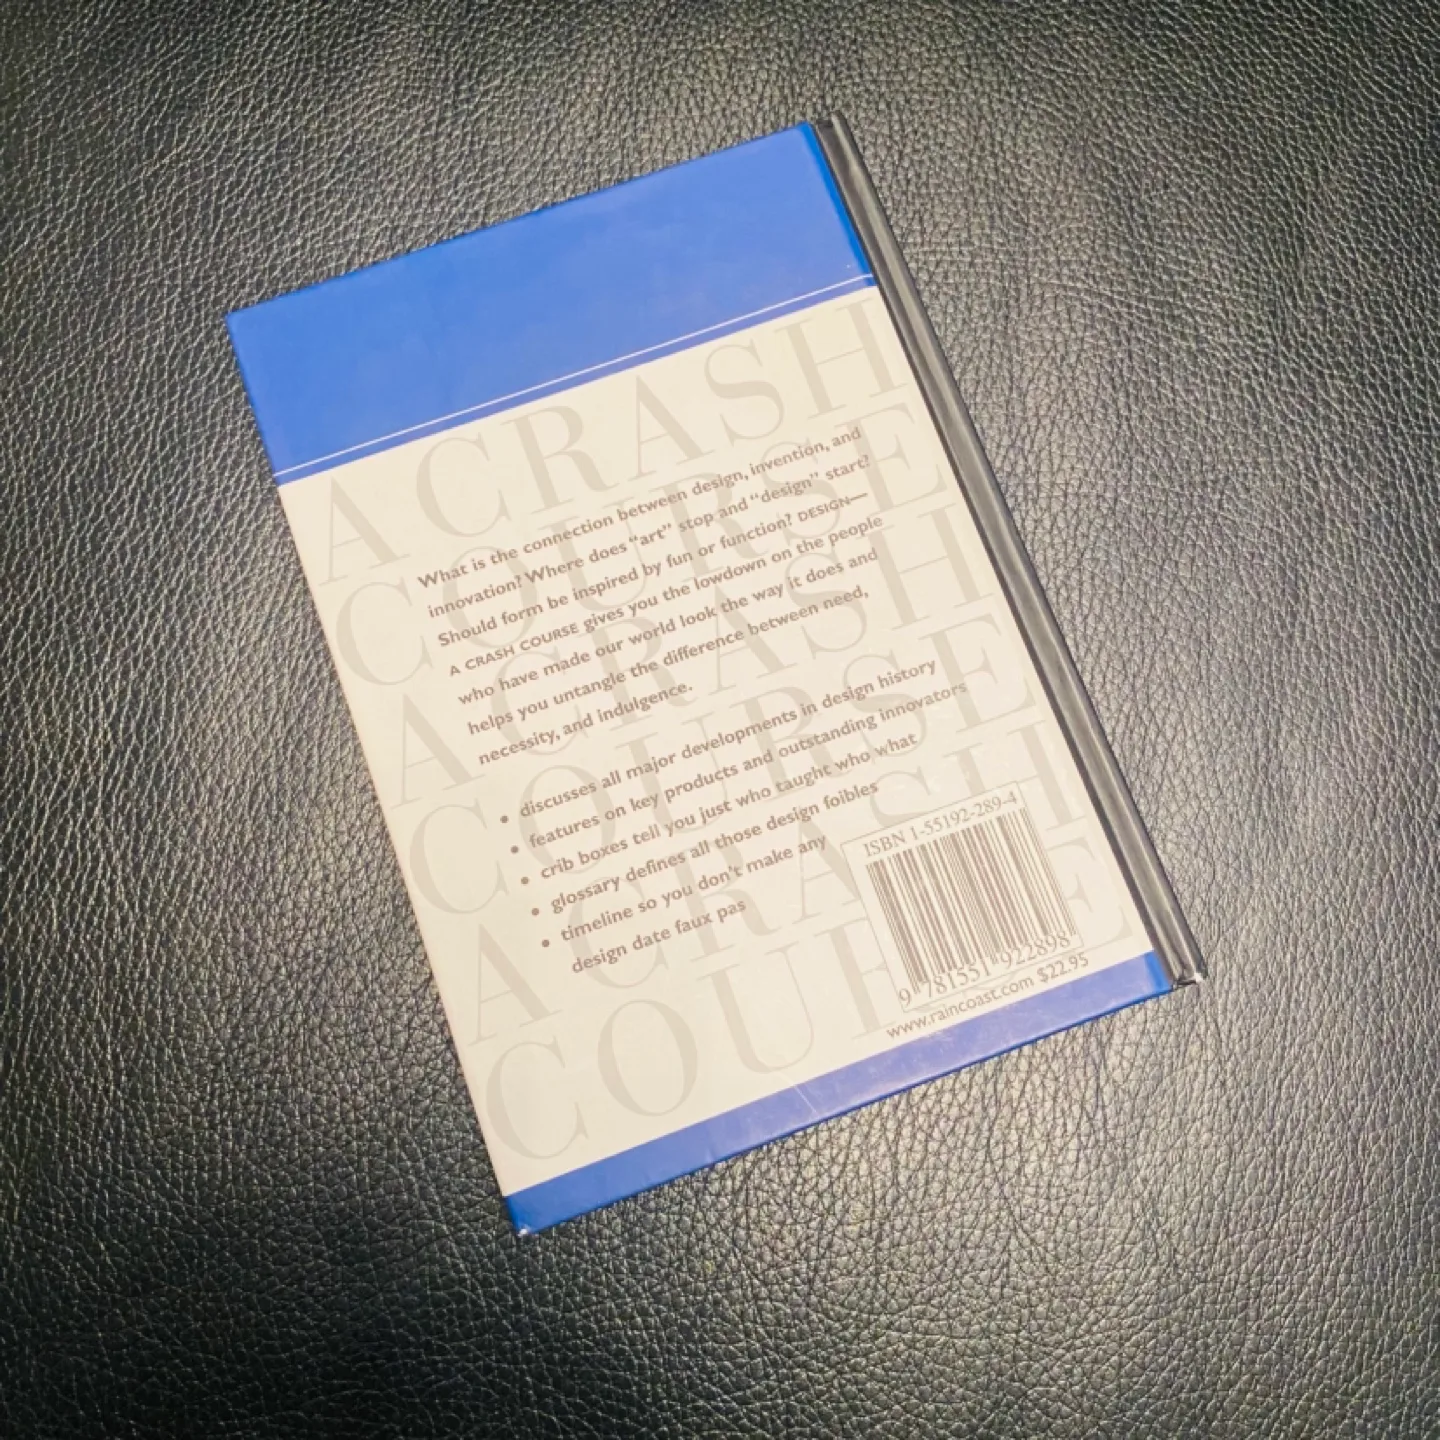 A CRASH
COURSE
A CRASH
COURSE
A CRASH
COURSE
What is the connection between design, invention, and
innovation? Where does “art” stop and “design” start?
Should form be inspired by fun or function? DESIGN—
A CRASH COURSE gives you the lowdown on the people
who have made our world look the way it does and
helps you untangle the difference between need,
necessity, and indulgence.
• discusses all major developments in design history
• features on key products and outstanding innovators
• crib boxes tell you just who taught who what
• glossary defines all those design foibles
• timeline so you don't make any
design date faux pas
ISBN 1-55192-289-4
9 781551 922898
www.raincoast.com $22.95